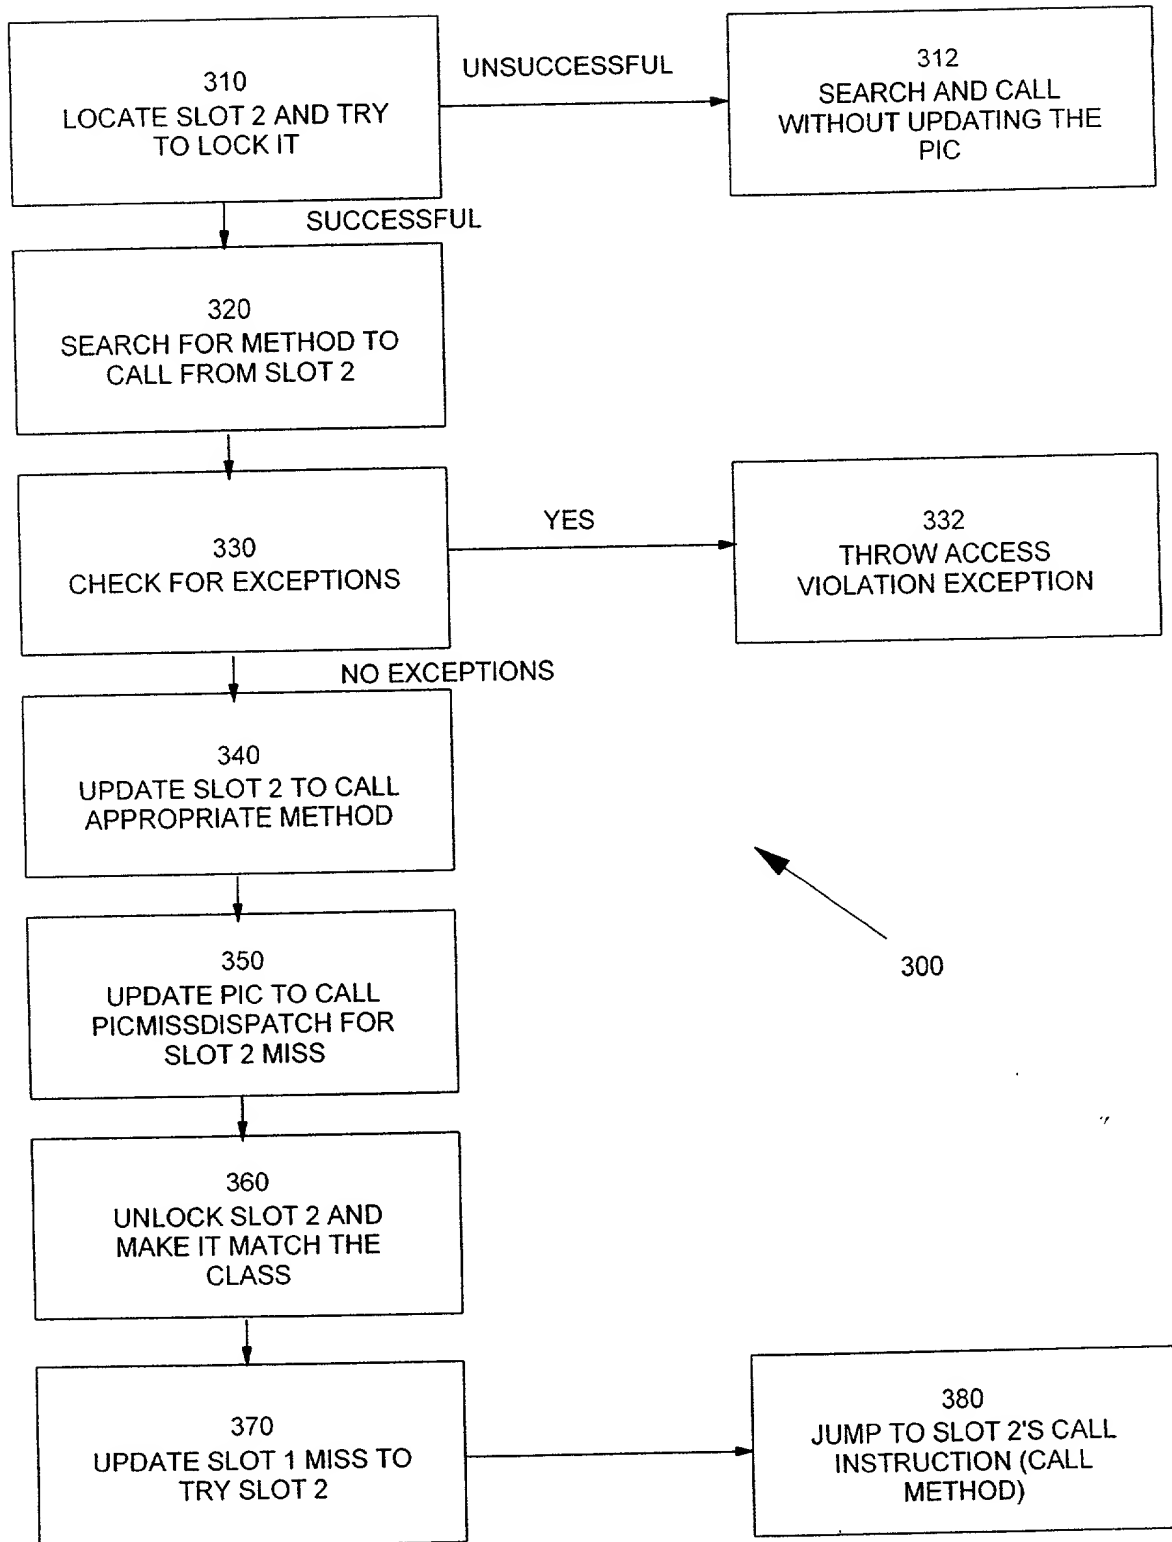 310
LOCATE SLOT 2 AND TRY
TO LOCK IT
UNSUCCESSFUL
312
SEARCH AND CALL
WITHOUT UPDATING THE
PIC
SUCCESSFUL
320
SEARCH FOR METHOD TO
CALL FROM SLOT 2
330
CHECK FOR EXCEPTIONS
YES
332
THROW ACCESS
VIOLATION EXCEPTION
NO EXCEPTIONS
340
UPDATE SLOT 2 TO CALL
APPROPRIATE METHOD
300
350
UPDATE PIC TO CALL
PICMISSDISPATCH FOR
SLOT 2 MISS
360
UNLOCK SLOT 2 AND
MAKE IT MATCH THE
CLASS
370
UPDATE SLOT 1 MISS TO
TRY SLOT 2
380
JUMP TO SLOT 2'S CALL
INSTRUCTION (CALL
METHOD)